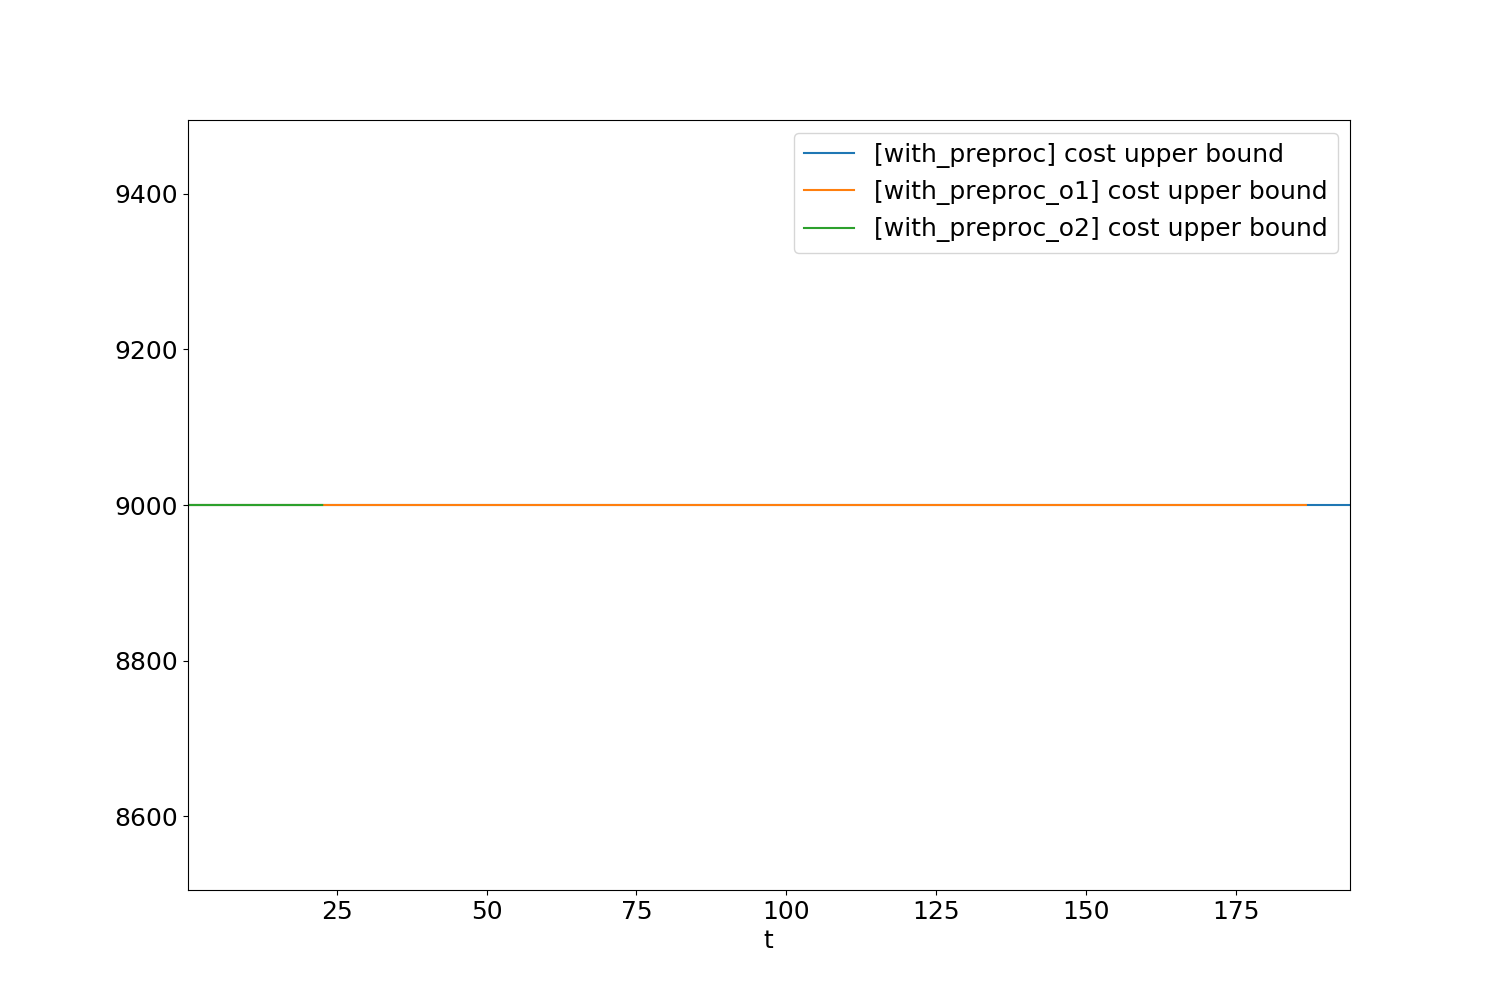 [with_preproc] cost upper bound
[with_preproc_o1] cost upper bound
[with_preproc_o2] cost upper bound
9400
9200
9000
8800
8600
25 50 75 100 125 150 175
t